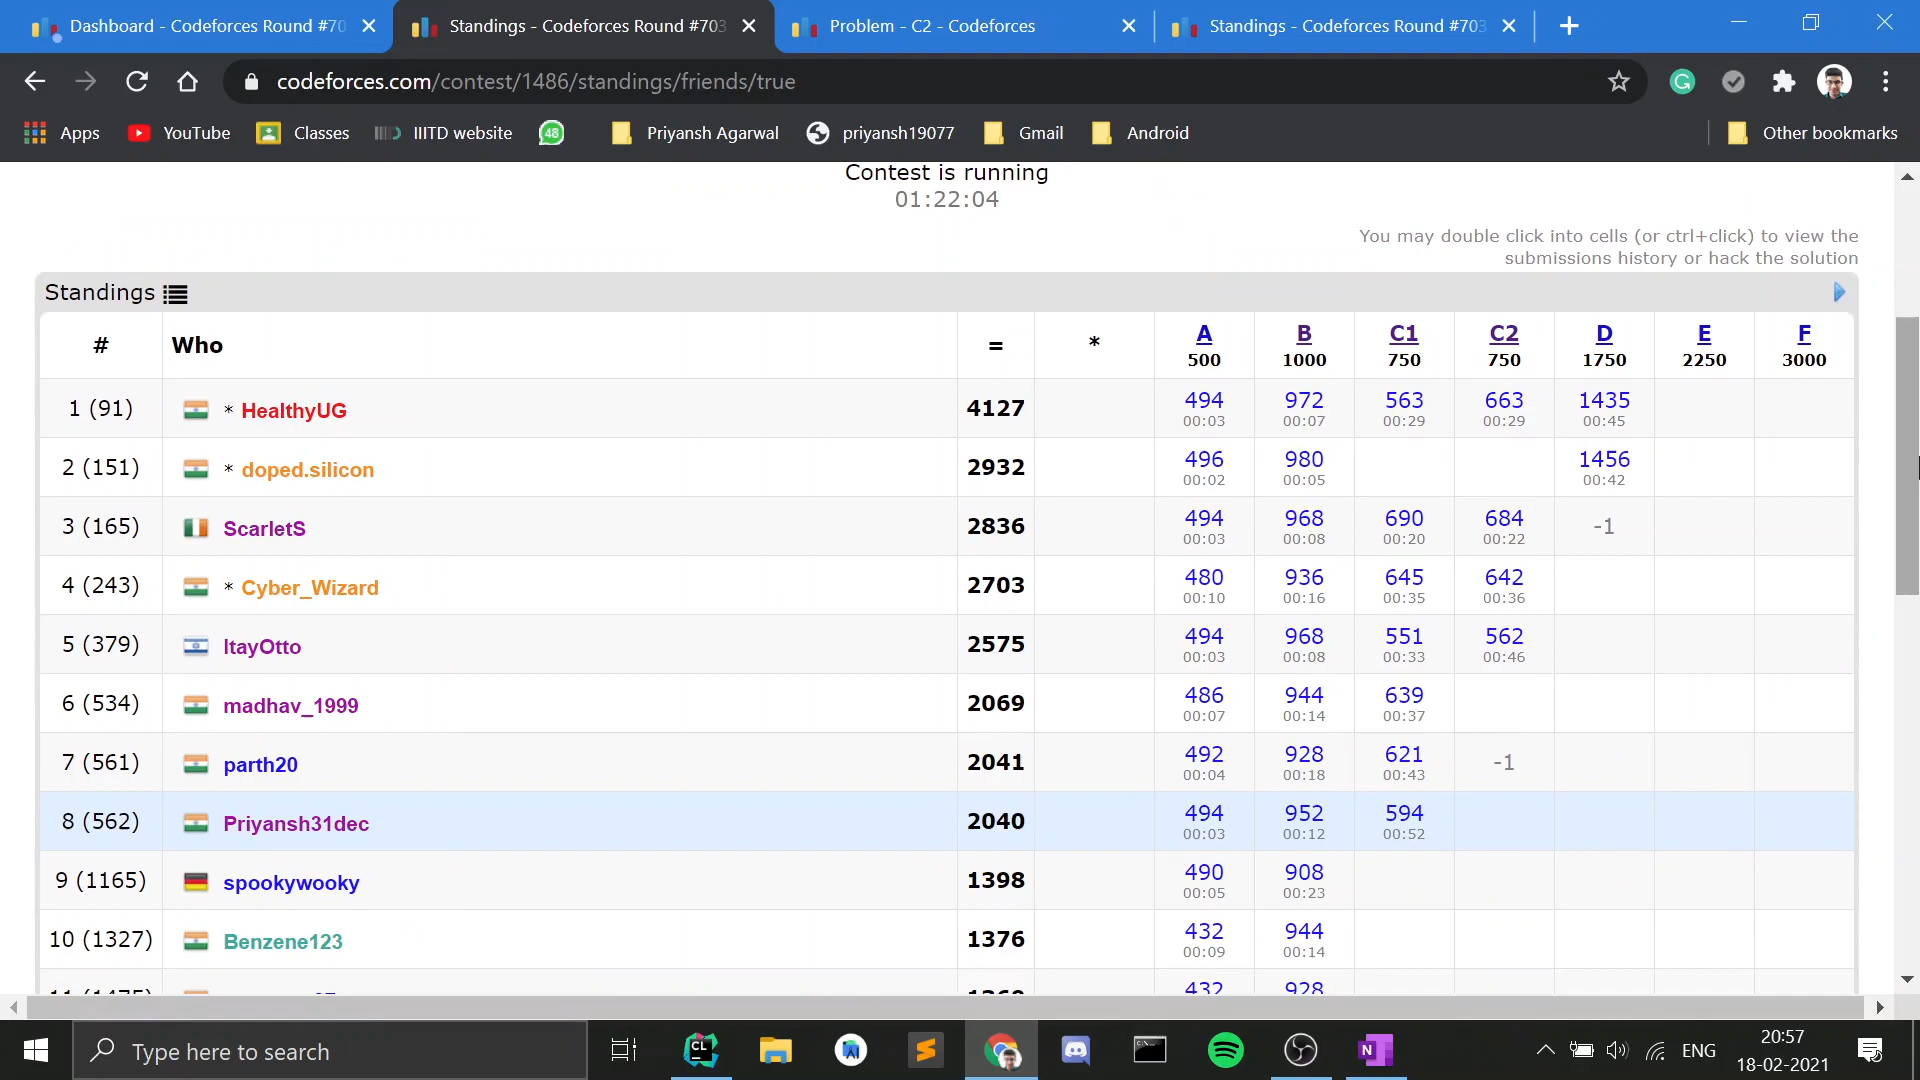 Dashboard - Codeforces Round #70
Standings - Codeforces Round #703
Problem - C2 - Codeforces
Standings - Codeforces Round #703
codeforces.com/contest/1486/standings/friends/true
Apps
YouTube
Classes
IIITD website
48
Priyansh Agarwal
priyansh19077
Gmail
Android
Other bookmarks
Contest is running
01:22:04
You may double click into cells (or ctrl+click) to view the
submissions history or hack the solution
Standings
# Who = * A B C1 C2 D E F
500 1000 750 750 1750 2250 3000
1 (91) * HealthyUG 4127 494 972 563 663 1435
00:03 00:07 00:29 00:29 00:45
2 (151) * doped.silicon 2932 496 980 1456
00:02 00:05 00:42
3 (165) ScarletS 2836 494 968 690 684 -1
00:03 00:08 00:20 00:22
4 (243) * Cyber_Wizard 2703 480 936 645 642
00:10 00:16 00:35 00:36
5 (379) ItayOtto 2575 494 968 551 562
00:03 00:08 00:33 00:46
6 (534) madhav_1999 2069 486 944 639
00:07 00:14 00:37
7 (561) parth20 2041 492 928 621 -1
00:04 00:18 00:43
8 (562) Priyansh31dec 2040 494 952 594
00:03 00:12 00:52
9 (1165) spookywooky 1398 490 908
00:05 00:23
10 (1327) Benzene123 1376 432 944
00:09 00:14
432 928
Type here to search
CL
N
ENG
20:57
18-02-2021